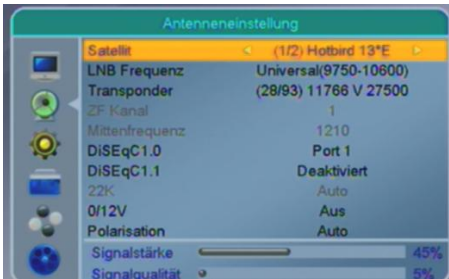 Antenneneinstellung
Satellit (1/2) Hotbird 13°E
LNB Frequenz Universal(9750-10600)
Transponder (28/93) 11766 V 27500
ZF Kanal 1
Mittenfrequenz 1210
DiSEqC1.0 Port 1
DiSEqC1.1 Deaktiviert
22K Auto
0/12V Aus
Polarisation Auto
Signalstärke 45%
Signalqualität 5%